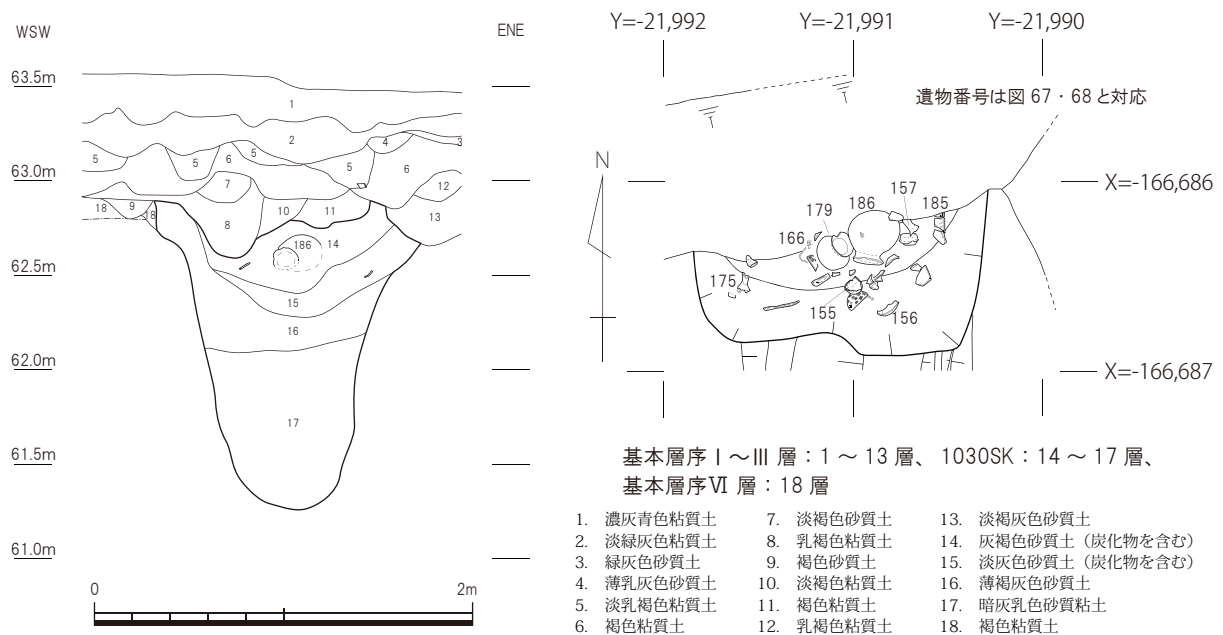 WSW
ENE
63.5m
63.0m
62.5m
62.0m
61.5m
61.0m
1
2
3
4
5
5
5
5
6
6
7
8
9
10
11
12
13
14
15
16
17
18
18
186
0
2m
Y=-21,992
Y=-21,991
Y=-21,990
遺物番号は図 67・68 と対応
N
X=-166,686
X=-166,687
157
186
185
179
166
175
155
156
基本層序Ⅰ～Ⅲ 層：1 ～ 13 層、 1030SK：14 ～ 17 層、
基本層序Ⅵ 層：18 層
1. 濃灰青色粘質土
2. 淡緑灰色粘質土
3. 緑灰色砂質土
4. 薄乳灰色砂質土
5. 淡乳褐色粘質土
6. 褐色粘質土
7. 淡褐色砂質土
8. 乳褐色粘質土
9. 褐色砂質土
10. 淡褐色粘質土
11. 褐色粘質土
12. 乳褐色粘質土
13. 淡褐灰色砂質土
14. 灰褐色砂質土（炭化物を含む）
15. 淡灰色砂質土（炭化物を含む）
16. 薄褐灰色砂質土
17. 暗灰乳色砂質粘土
18. 褐色粘質土